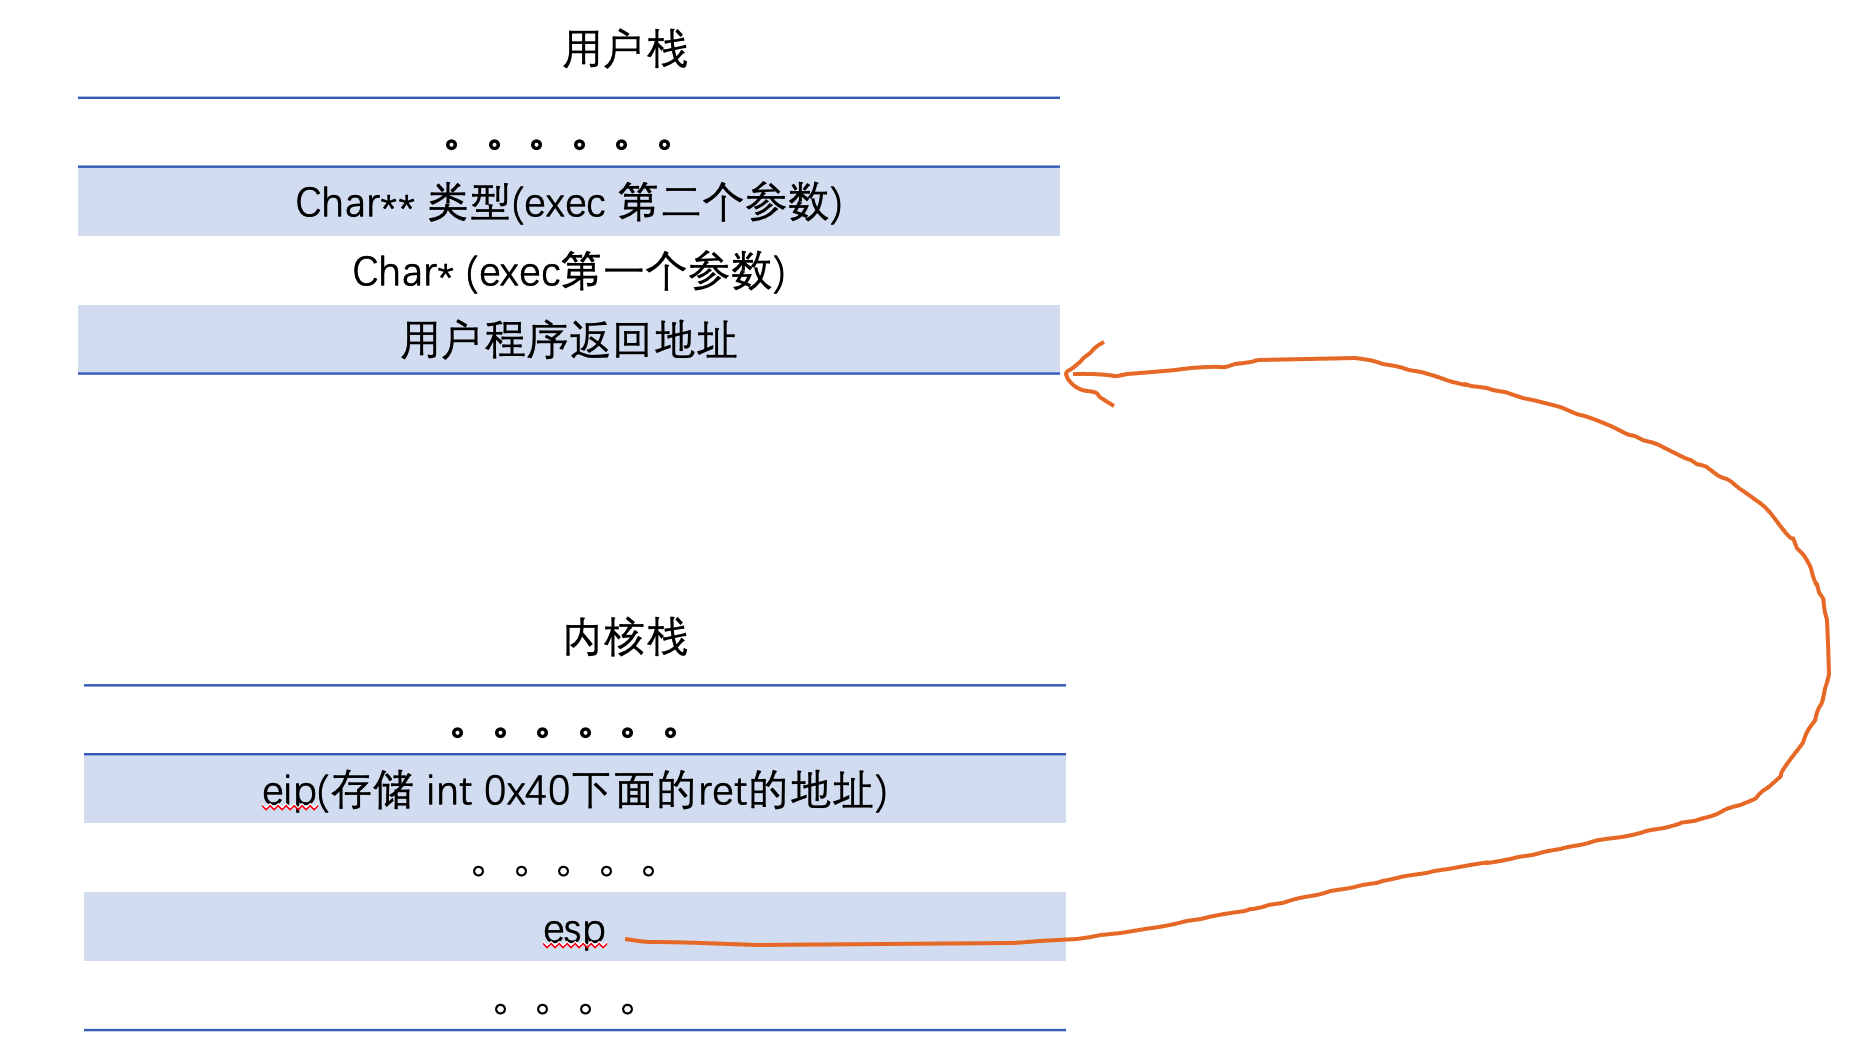 用户栈
。。。。。。
Char** 类型(exec 第二个参数)
Char* (exec第一个参数)
用户程序返回地址
内核栈
。。。。。。
eip(存储 int 0x40下面的ret的地址)
。。。。。
esp
。。。。